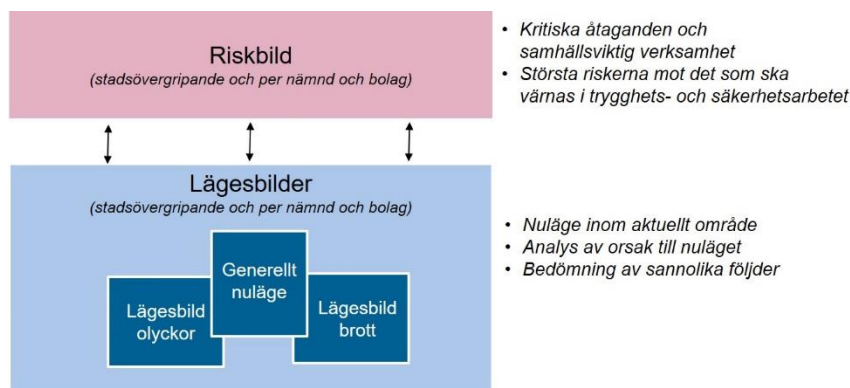 Riskbild
(stadsövergripande och per nämnd och bolag)
• Kritiska åtaganden och
samhällsviktig verksamhet
• Största riskerna mot det som ska
värnas i trygghets- och säkerhetsarbetet
Lägesbilder
(stadsövergripande och per nämnd och bolag)
Generellt
nuläge
Lägesbild
olyckor
Lägesbild
brott
• Nuläge inom aktuellt område
• Analys av orsak till nuläget
• Bedömning av sannolika följder